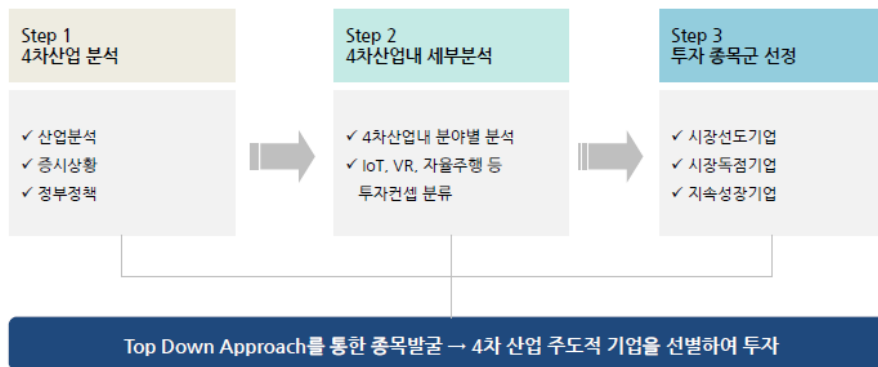 Step 1
4차산업 분석
✓ 산업분석
✓ 증시상황
✓ 정부정책
Step 2
4차산업내 세부분석
✓ 4차산업내 분야별 분석
✓ IoT, VR, 자율주행 등
투자컨셉 분류
Step 3
투자 종목군 선정
✓ 시장선도기업
✓ 시장독점기업
✓ 지속성장기업
Top Down Approach를 통한 종목발굴 → 4차 산업 주도적 기업을 선별하여 투자